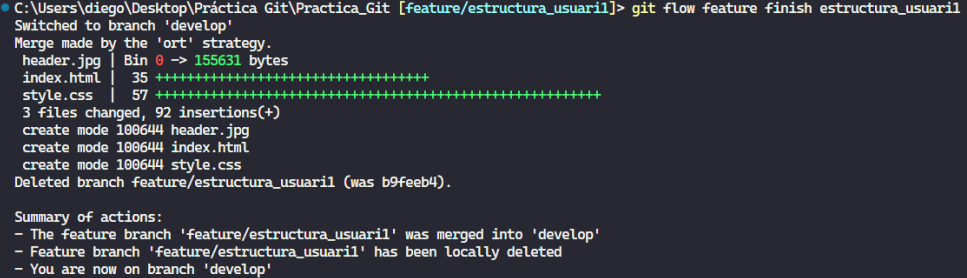 C:\Users\diego\Desktop\Práctica Git\Practica_Git [feature/estructura_usuari1]> git flow feature finish estructura_usuari1
Switched to branch 'develop'
Merge made by the 'ort' strategy.
header.jpg | Bin 0 -> 155631 bytes
index.html | 35 +++++++++++++++++++++++++++++++++++
style.css | 57 +++++++++++++++++++++++++++++++++++++++++++++++++++++++++
3 files changed, 92 insertions(+)
create mode 100644 header.jpg
create mode 100644 index.html
create mode 100644 style.css
Deleted branch feature/estructura_usuari1 (was b9feeb4).
Summary of actions:
- The feature branch 'feature/estructura_usuari1' was merged into 'develop'
- Feature branch 'feature/estructura_usuari1' has been locally deleted
- You are now on branch 'develop'